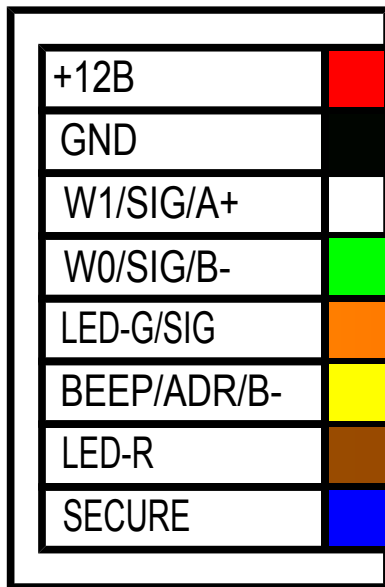 +12B
GND
W1/SIG/A+
W0/SIG/B-
LED-G/SIG
BEEP/ADR/B-
LED-R
SECURE